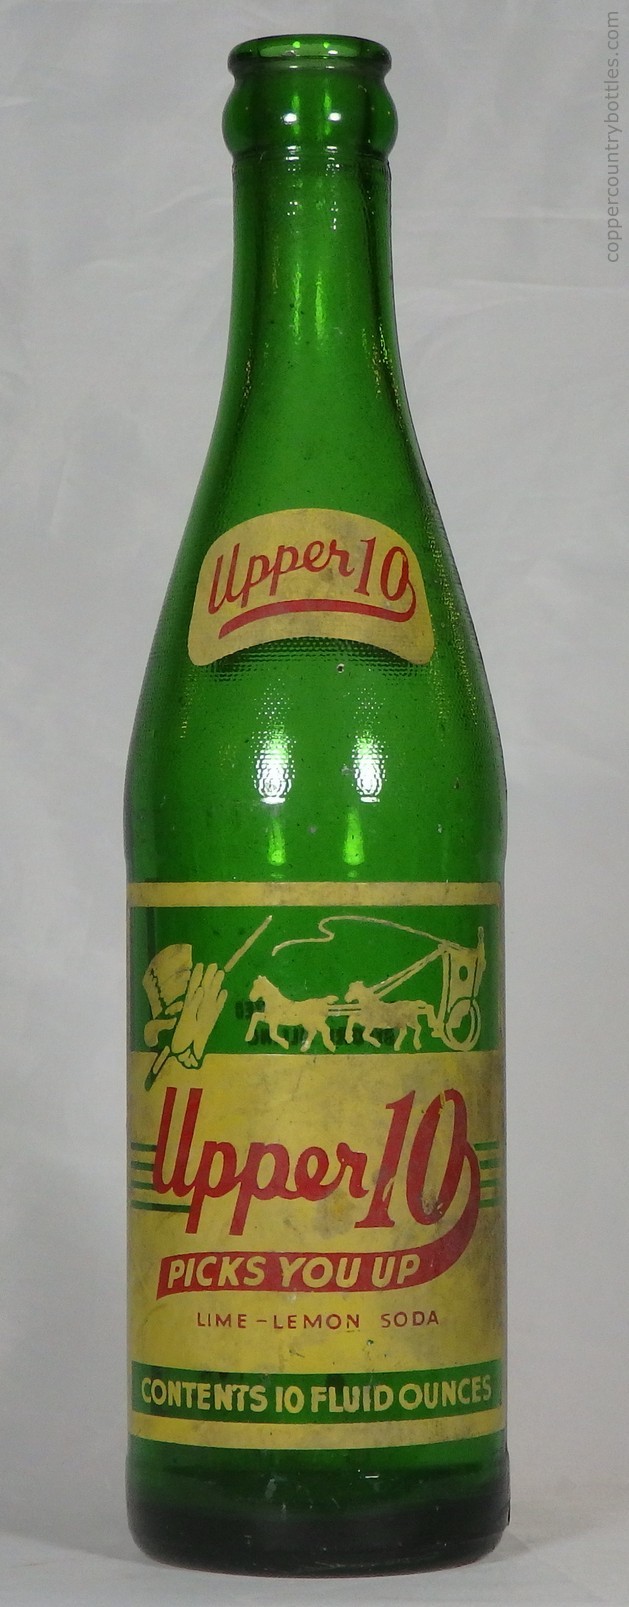 coppercountrybottles.com
Upper 10
Upper 10
PICKS YOU UP
LIME-LEMON SODA
CONTENTS 10 FLUID OUNCES